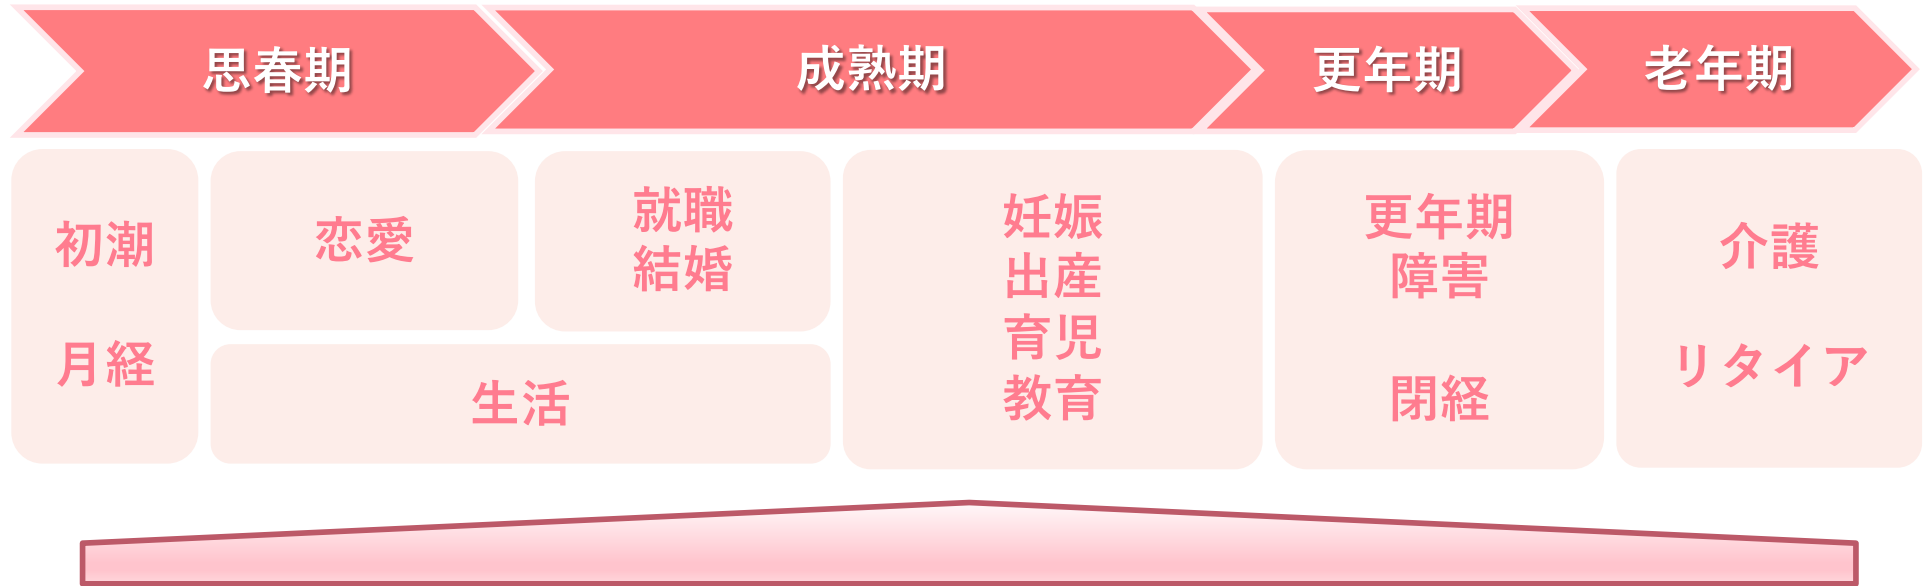 思春期
成熟期
更年期
老年期
初潮
月経
恋愛
就職
結婚
生活
妊娠
出産
育児
教育
更年期
障害
閉経
介護
リタイア